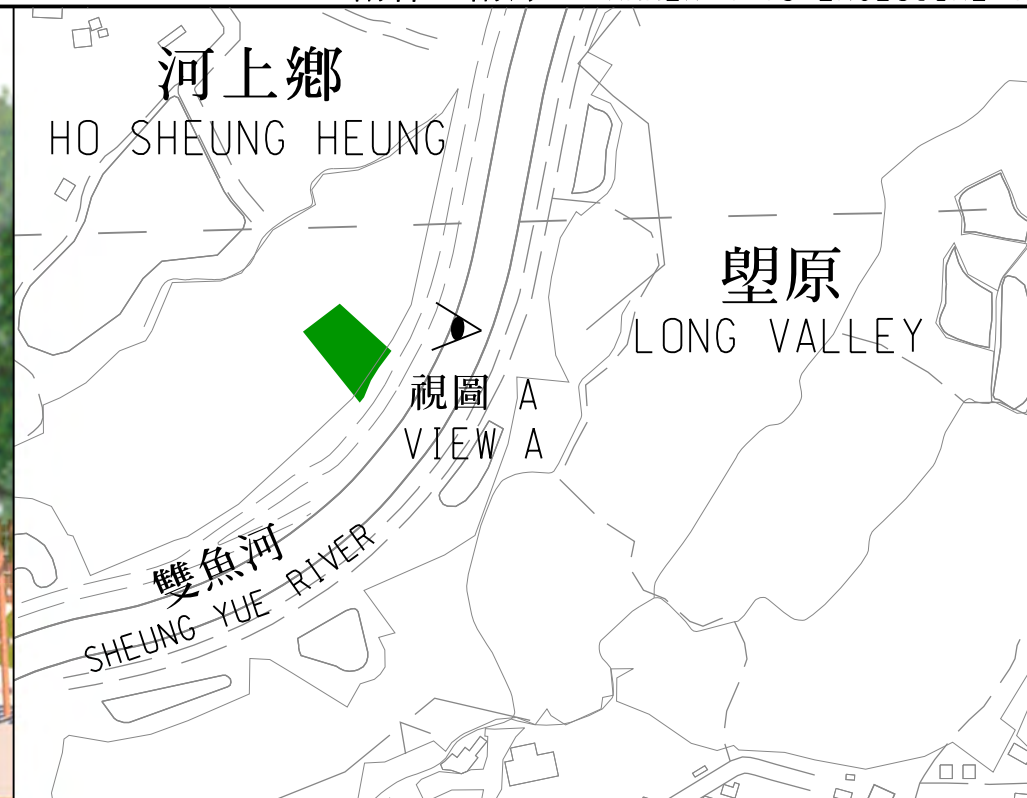 河上鄉
HO SHEUNG HEUNG
塱原
LONG VALLEY
視圖 A
VIEW A
雙魚河
SHEUNG YUE RIVER